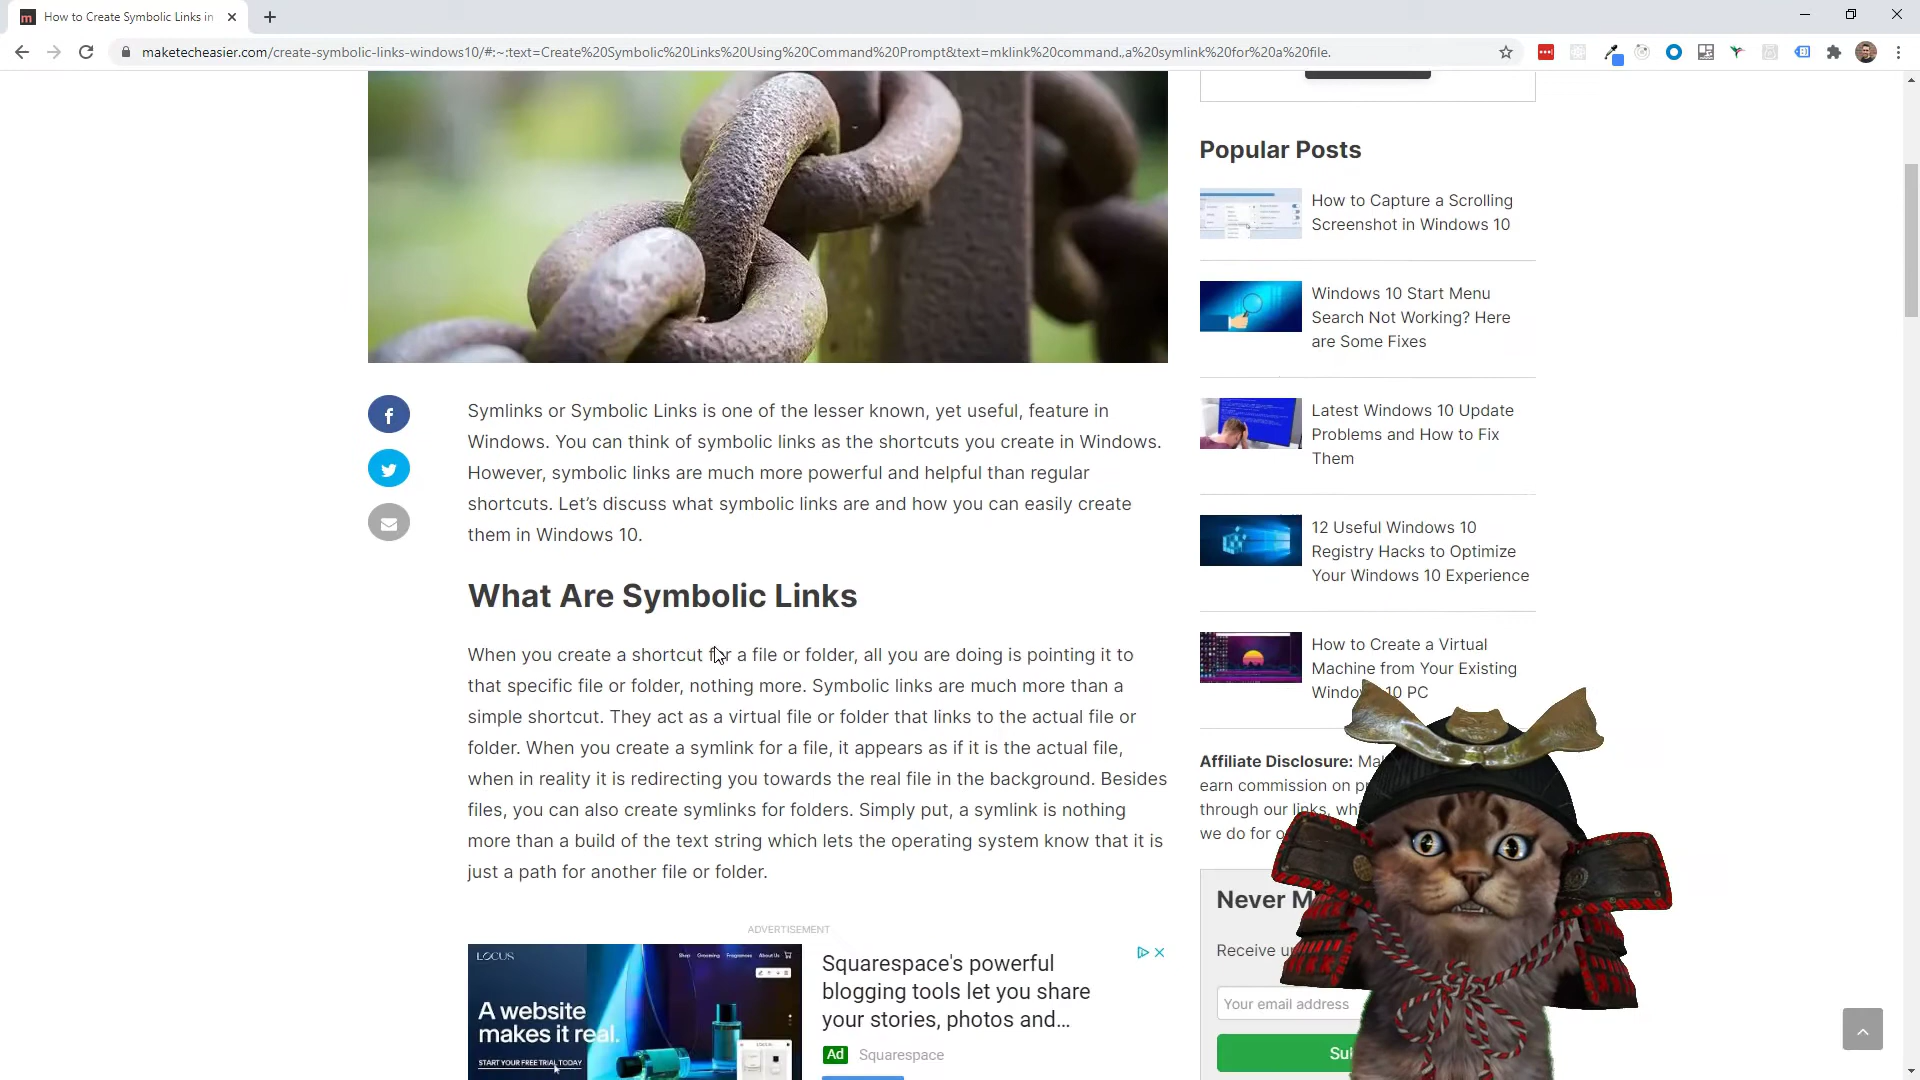 How to Create Symbolic Links in
maketecheasier.com/create-symbolic-links-windows10/#:~:text=Create%20Symbolic%20Links%20Using%20Command%20Prompt&text=mklink%20command.,a%20symlink%20for%20a%20file.
Symlinks or Symbolic Links is one of the lesser known, yet useful, feature in
Windows. You can think of symbolic links as the shortcuts you create in Windows.
However, symbolic links are much more powerful and helpful than regular
shortcuts. Let’s discuss what symbolic links are and how you can easily create
them in Windows 10.
What Are Symbolic Links
When you create a shortcut for a file or folder, all you are doing is pointing it to
that specific file or folder, nothing more. Symbolic links are much more than a
simple shortcut. They act as a virtual file or folder that links to the actual file or
folder. When you create a symlink for a file, it appears as if it is the actual file,
when in reality it is redirecting you towards the real file in the background. Besides
files, you can also create symlinks for folders. Simply put, a symlink is nothing
more than a build of the text string which lets the operating system know that it is
just a path for another file or folder.
ADVERTISEMENT
LOCUS
Shop Grooming Fragrances About Us
A website
makes it real.
START YOUR FREE TRIAL TODAY
Squarespace's powerful
blogging tools let you share
your stories, photos and...
Ad Squarespace
Popular Posts
How to Capture a Scrolling
Screenshot in Windows 10
Windows 10 Start Menu
Search Not Working? Here
are Some Fixes
Latest Windows 10 Update
Problems and How to Fix
Them
12 Useful Windows 10
Registry Hacks to Optimize
Your Windows 10 Experience
How to Create a Virtual
Machine from Your Existing
10 PC
Affiliate Disclosure:
earn commission on
through our links,
we do for
Never
Receive
Your email address